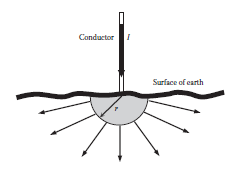 Conductor I
Surface of earth
r